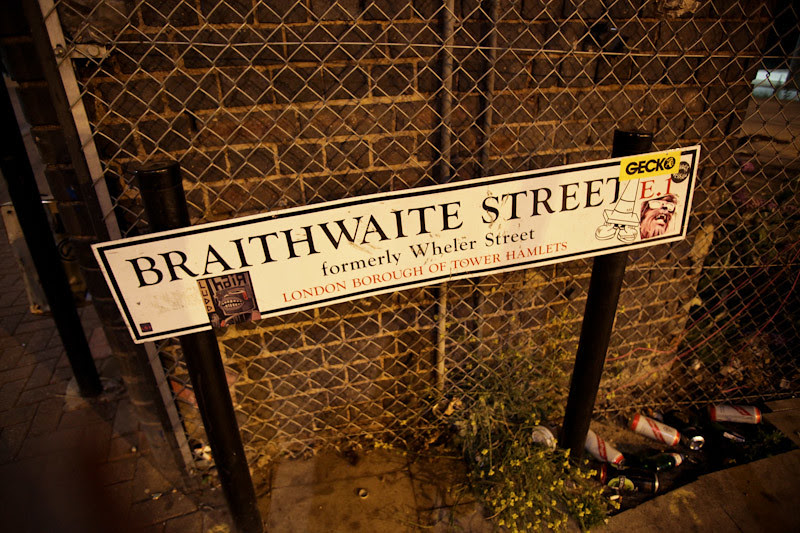 BRAITHWAITE STREET E.1
formerly Wheler Street
LONDON BOROUGH OF TOWER HAMLETS
GECKO